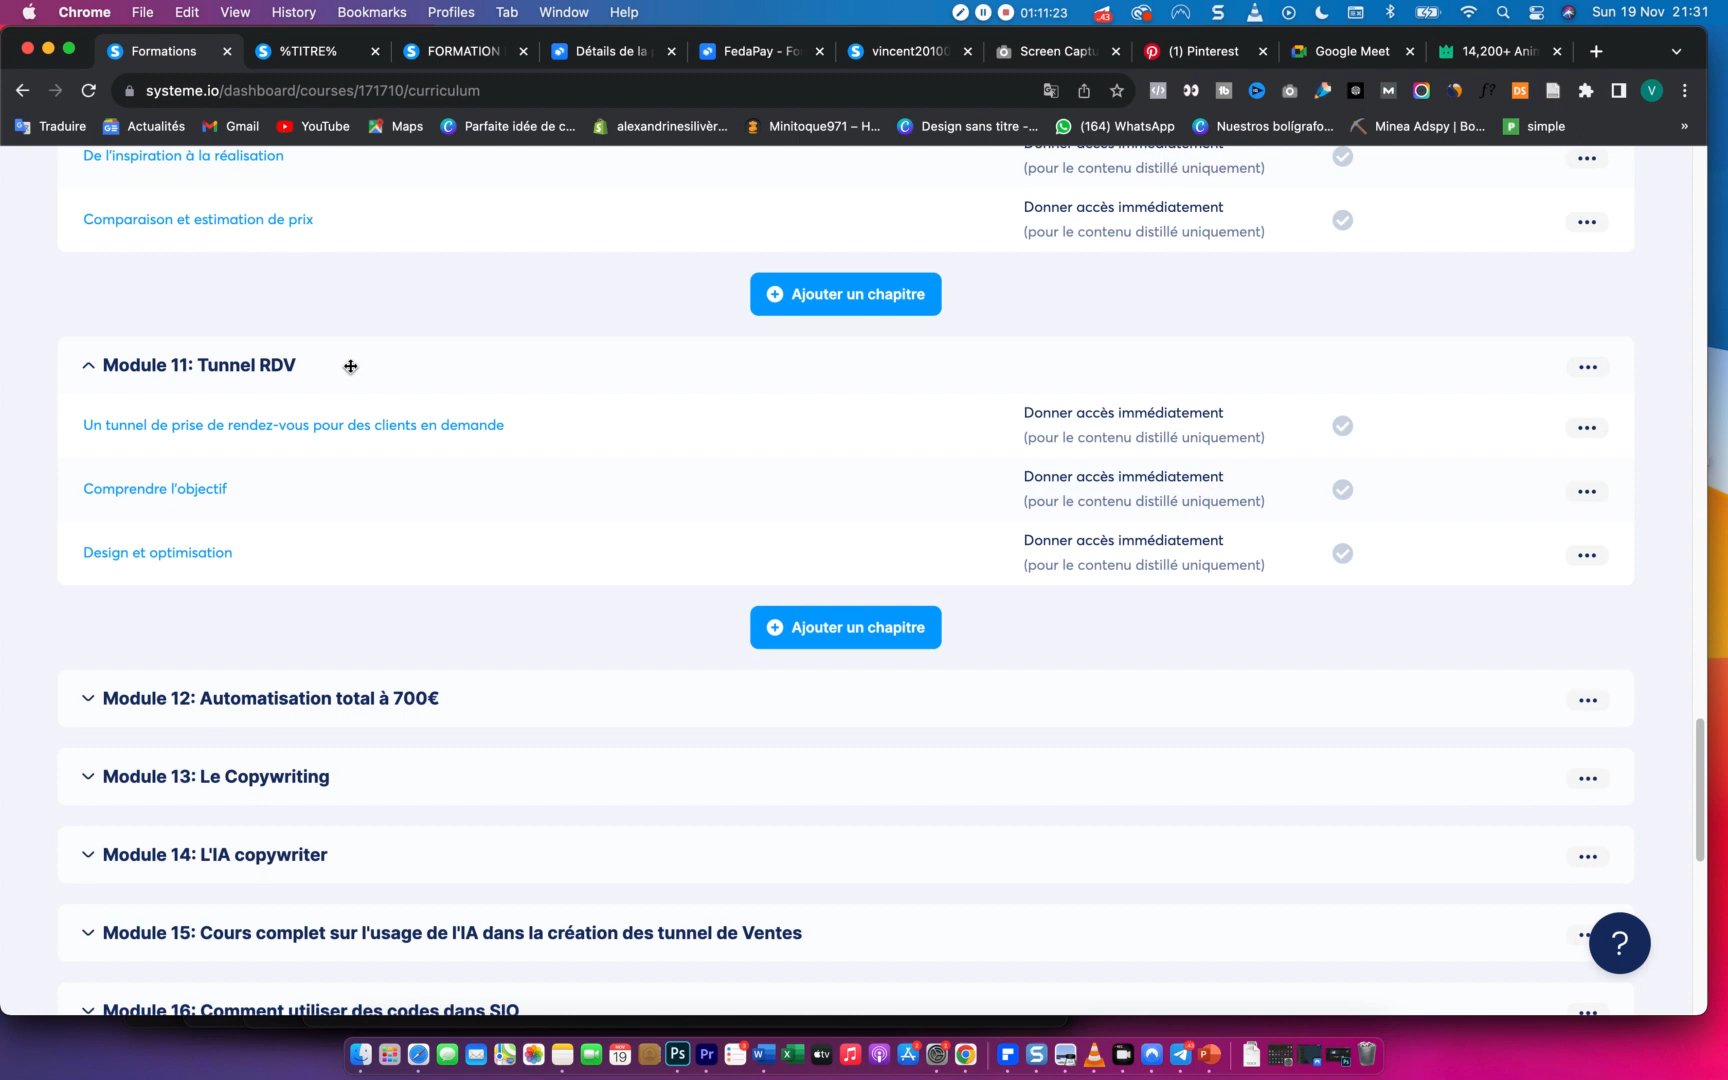 Chrome File Edit View History Bookmarks Profiles Tab Window Help 01:11:23 Sun 19 Nov 21:31
Formations %TITRE% FORMATION Détails de la FedaPay - Fo vincent20100 Screen Captu (1) Pinterest Google Meet 14,200+ Ani
systeme.io/dashboard/courses/171710/curriculum
Traduire Actualités Gmail YouTube Maps Parfaite idée de c... alexandrinesilivèr... Minitoque971 – H... Design sans titre -... (164) WhatsApp Nuestros bolígrafo... Minea Adspy | Bo... simple »
De l'inspiration à la réalisation
Donner accès immédiatement
(pour le contenu distillé uniquement)
Comparaison et estimation de prix
Donner accès immédiatement
(pour le contenu distillé uniquement)
Ajouter un chapitre
Module 11: Tunnel RDV
Un tunnel de prise de rendez-vous pour des clients en demande
Donner accès immédiatement
(pour le contenu distillé uniquement)
Comprendre l'objectif
Donner accès immédiatement
(pour le contenu distillé uniquement)
Design et optimisation
Donner accès immédiatement
(pour le contenu distillé uniquement)
Ajouter un chapitre
Module 12: Automatisation total à 700€
Module 13: Le Copywriting
Module 14: L'IA copywriter
Module 15: Cours complet sur l'usage de l'IA dans la création des tunnel de Ventes
Module 16: Comment utiliser des codes dans SIO